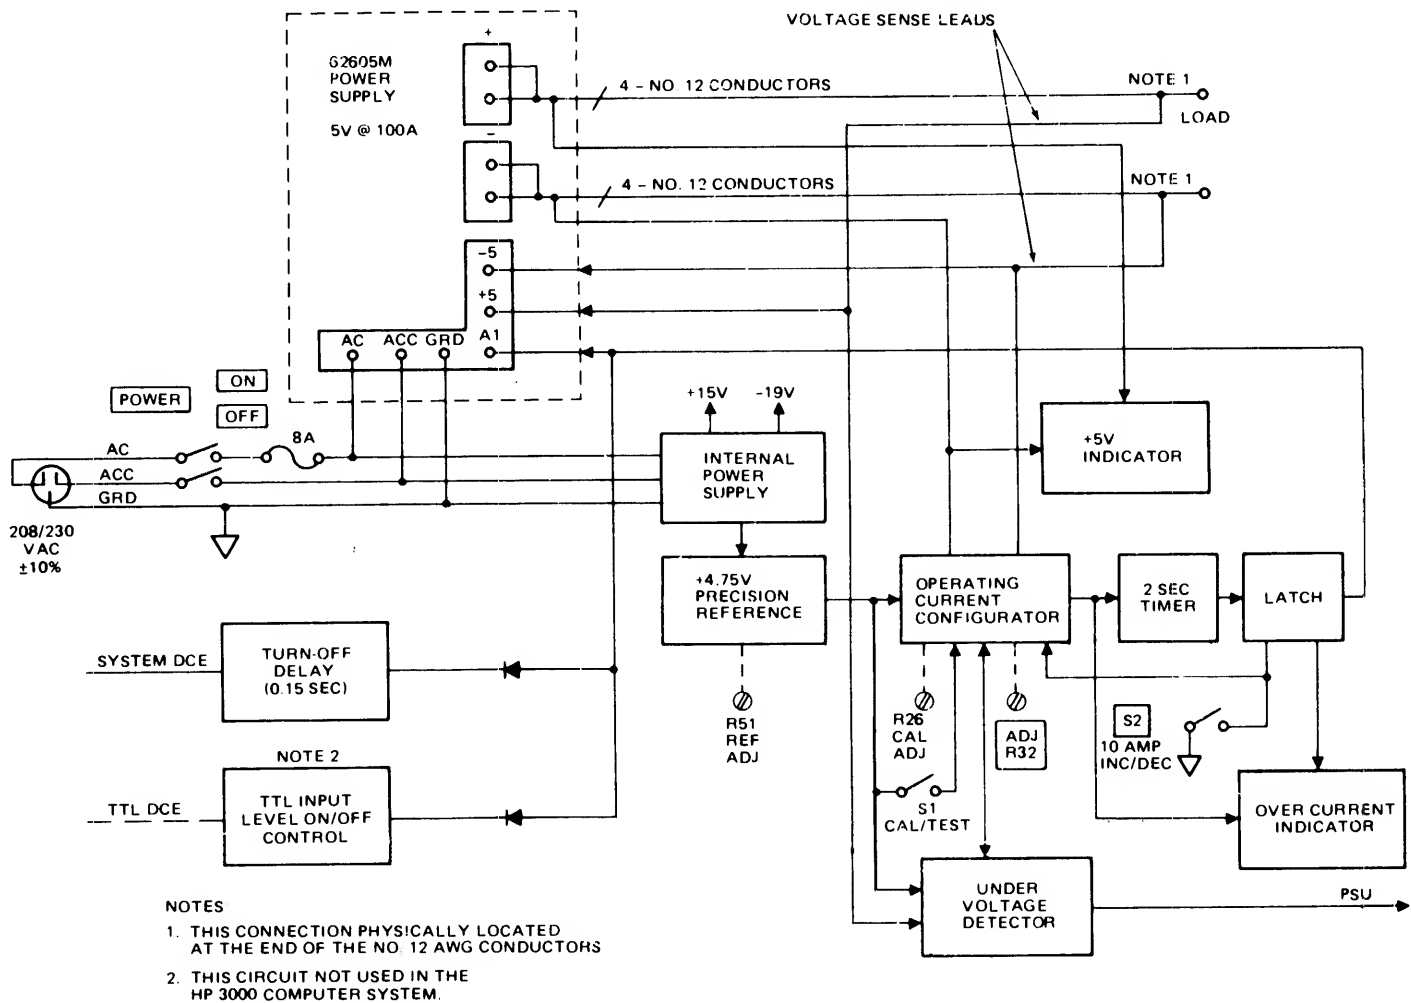 VOLTAGE SENSE LEADS
+
62605M
POWER
SUPPLY
5V @ 100A
4 – NO. 12 CONDUCTORS
NOTE 1
LOAD
–
4 – NO. 12 CONDUCTORS
NOTE 1
-5
+5
A1
AC
ACC
GRD
POWER
ON
OFF
8A
AC
ACC
GRD
208/230
VAC
±10%
+15V
-19V
INTERNAL
POWER
SUPPLY
+5V
INDICATOR
+4.75V
PRECISION
REFERENCE
OPERATING
CURRENT
CONFIGURATOR
2 SEC
TIMER
LATCH
SYSTEM DCE
TURN-OFF
DELAY
(0.15 SEC)
R51
REF
ADJ
R26
CAL
ADJ
ADJ
R32
S2
10 AMP
INC/DEC
NOTE 2
TTL DCE
TTL INPUT
LEVEL ON/OFF
CONTROL
S1
CAL/TEST
OVER CURRENT
INDICATOR
UNDER
VOLTAGE
DETECTOR
PSU
NOTES
1. THIS CONNECTION PHYSICALLY LOCATED
AT THE END OF THE NO. 12 AWG CONDUCTORS
2. THIS CIRCUIT NOT USED IN THE
HP 3000 COMPUTER SYSTEM.